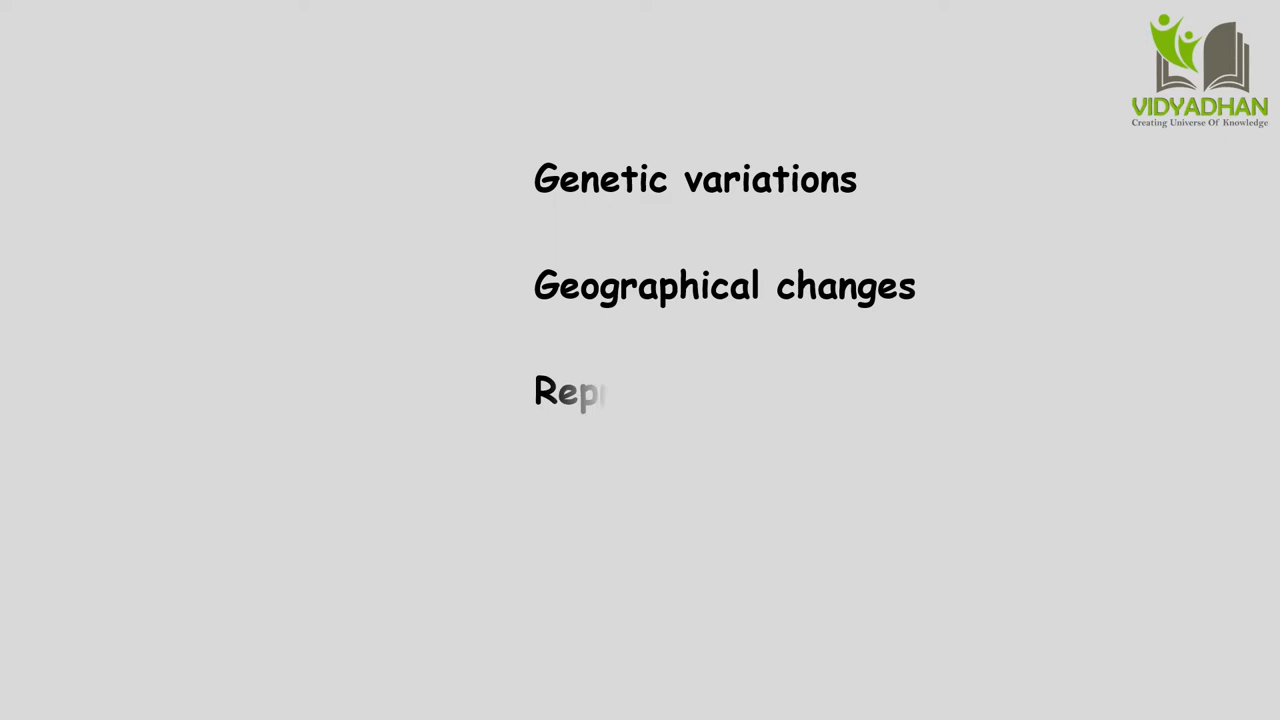 VIDYADHAN
Creating Universe Of Knowledge
Genetic variations
Geographical changes
Rep